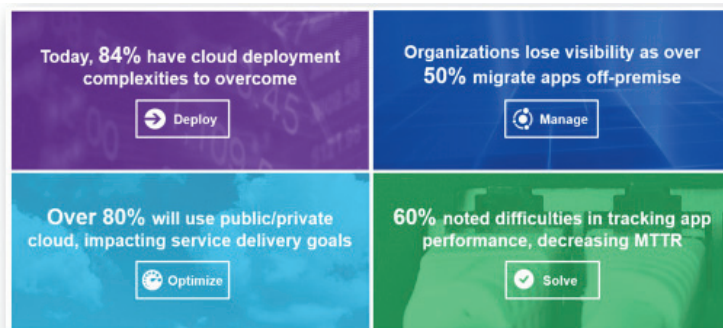 Today, 84% have cloud deployment
complexities to overcome
Deploy
Organizations lose visibility as over
50% migrate apps off-premise
Manage
Over 80% will use public/private
cloud, impacting service delivery goals
Optimize
60% noted difficulties in tracking app
performance, decreasing MTTR
Solve